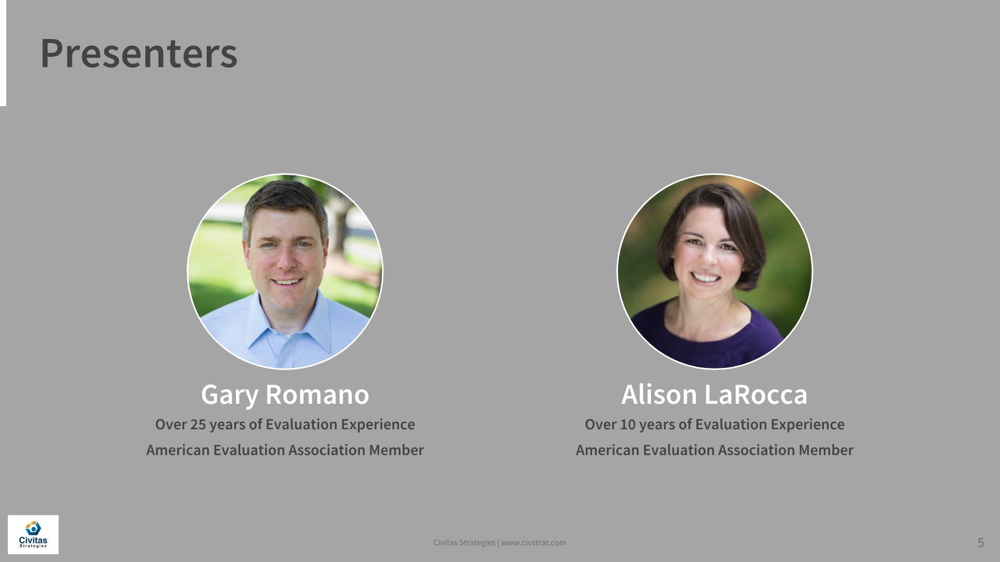 Presenters
Gary Romano
Over 25 years of Evaluation Experience
American Evaluation Association Member
Alison LaRocca
Over 10 years of Evaluation Experience
American Evaluation Association Member
Civitas
Strategies
Civitas Strategies | www.civstrat.com
5